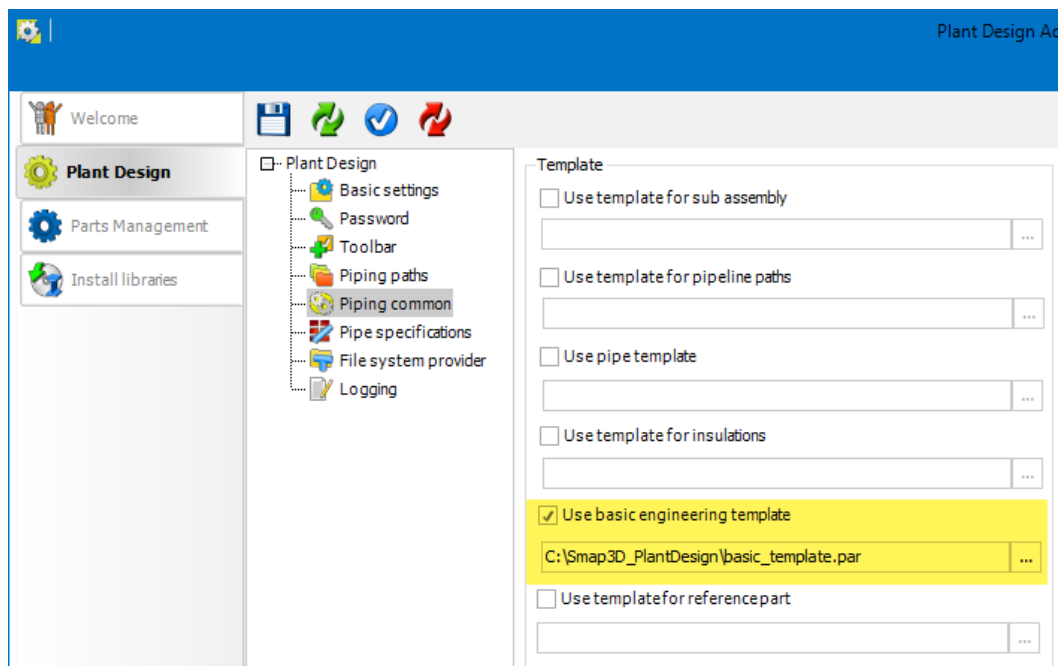 Plant Design Ad
Welcome
Plant Design
Parts Management
Install libraries
Plant Design
Basic settings
Password
Toolbar
Piping paths
Piping common
Pipe specifications
File system provider
Logging
Template
Use template for sub assembly
...
Use template for pipeline paths
...
Use pipe template
...
Use template for insulations
...
Use basic engineering template
C:\Smap3D_PlantDesign\basic_template.par ...
Use template for reference part
...